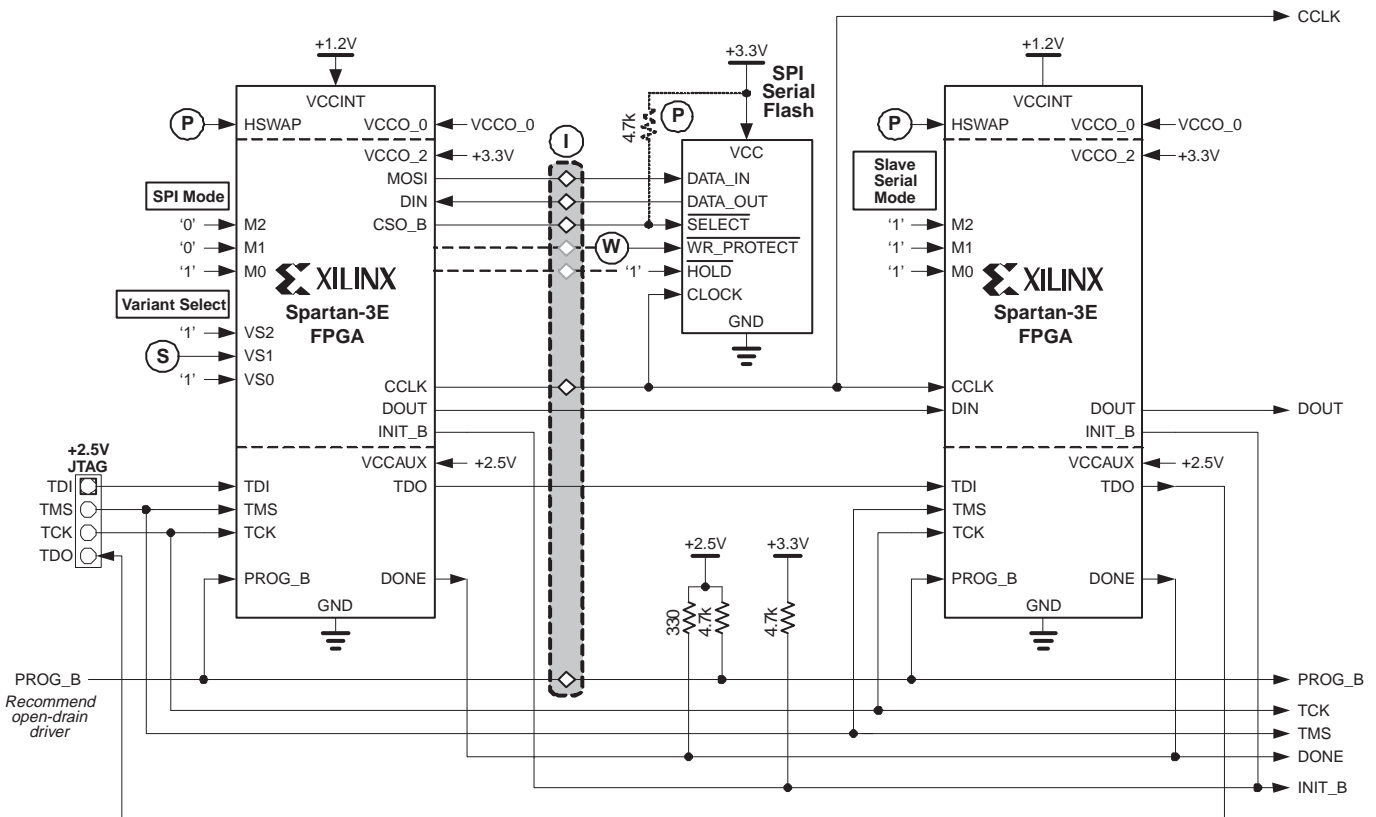 CCLK
+1.2V
+3.3V
SPI
Serial
Flash
+1.2V
VCCINT
P
HSWAP
VCCO_0
VCCO_0
VCCO_2
+3.3V
MOSI
DIN
CSO_B
SPI Mode
'0'
M2
'0'
M1
'1'
M0
XILINX
Spartan-3E
FPGA
Variant Select
'1'
VS2
S
VS1
'1'
VS0
CCLK
DOUT
INIT_B
VCCAUX
+2.5V
TDI
TDO
TMS
TCK
PROG_B
DONE
GND
I
4.7k
P
VCC
DATA_IN
DATA_OUT
SELECT
W
WR_PROTECT
'1'
HOLD
CLOCK
GND
VCCINT
P
HSWAP
VCCO_0
VCCO_0
VCCO_2
+3.3V
Slave
Serial
Mode
'1'
M2
'1'
M1
'1'
M0
XILINX
Spartan-3E
FPGA
CCLK
DIN
DOUT
DOUT
INIT_B
VCCAUX
+2.5V
TDI
TDO
TMS
TCK
PROG_B
DONE
GND
+2.5V
JTAG
TDI
TMS
TCK
TDO
+2.5V
+3.3V
330
4.7k
4.7k
PROG_B
Recommend
open-drain
driver
PROG_B
TCK
TMS
DONE
INIT_B